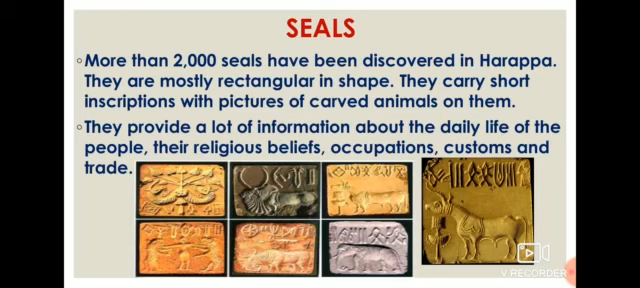 SEALS
○More than 2,000 seals have been discovered in Harappa.
They are mostly rectangular in shape. They carry short
inscriptions with pictures of carved animals on them.
○They provide a lot of information about the daily life of the
people, their religious beliefs, occupations, customs and
trade.
V RECORDER